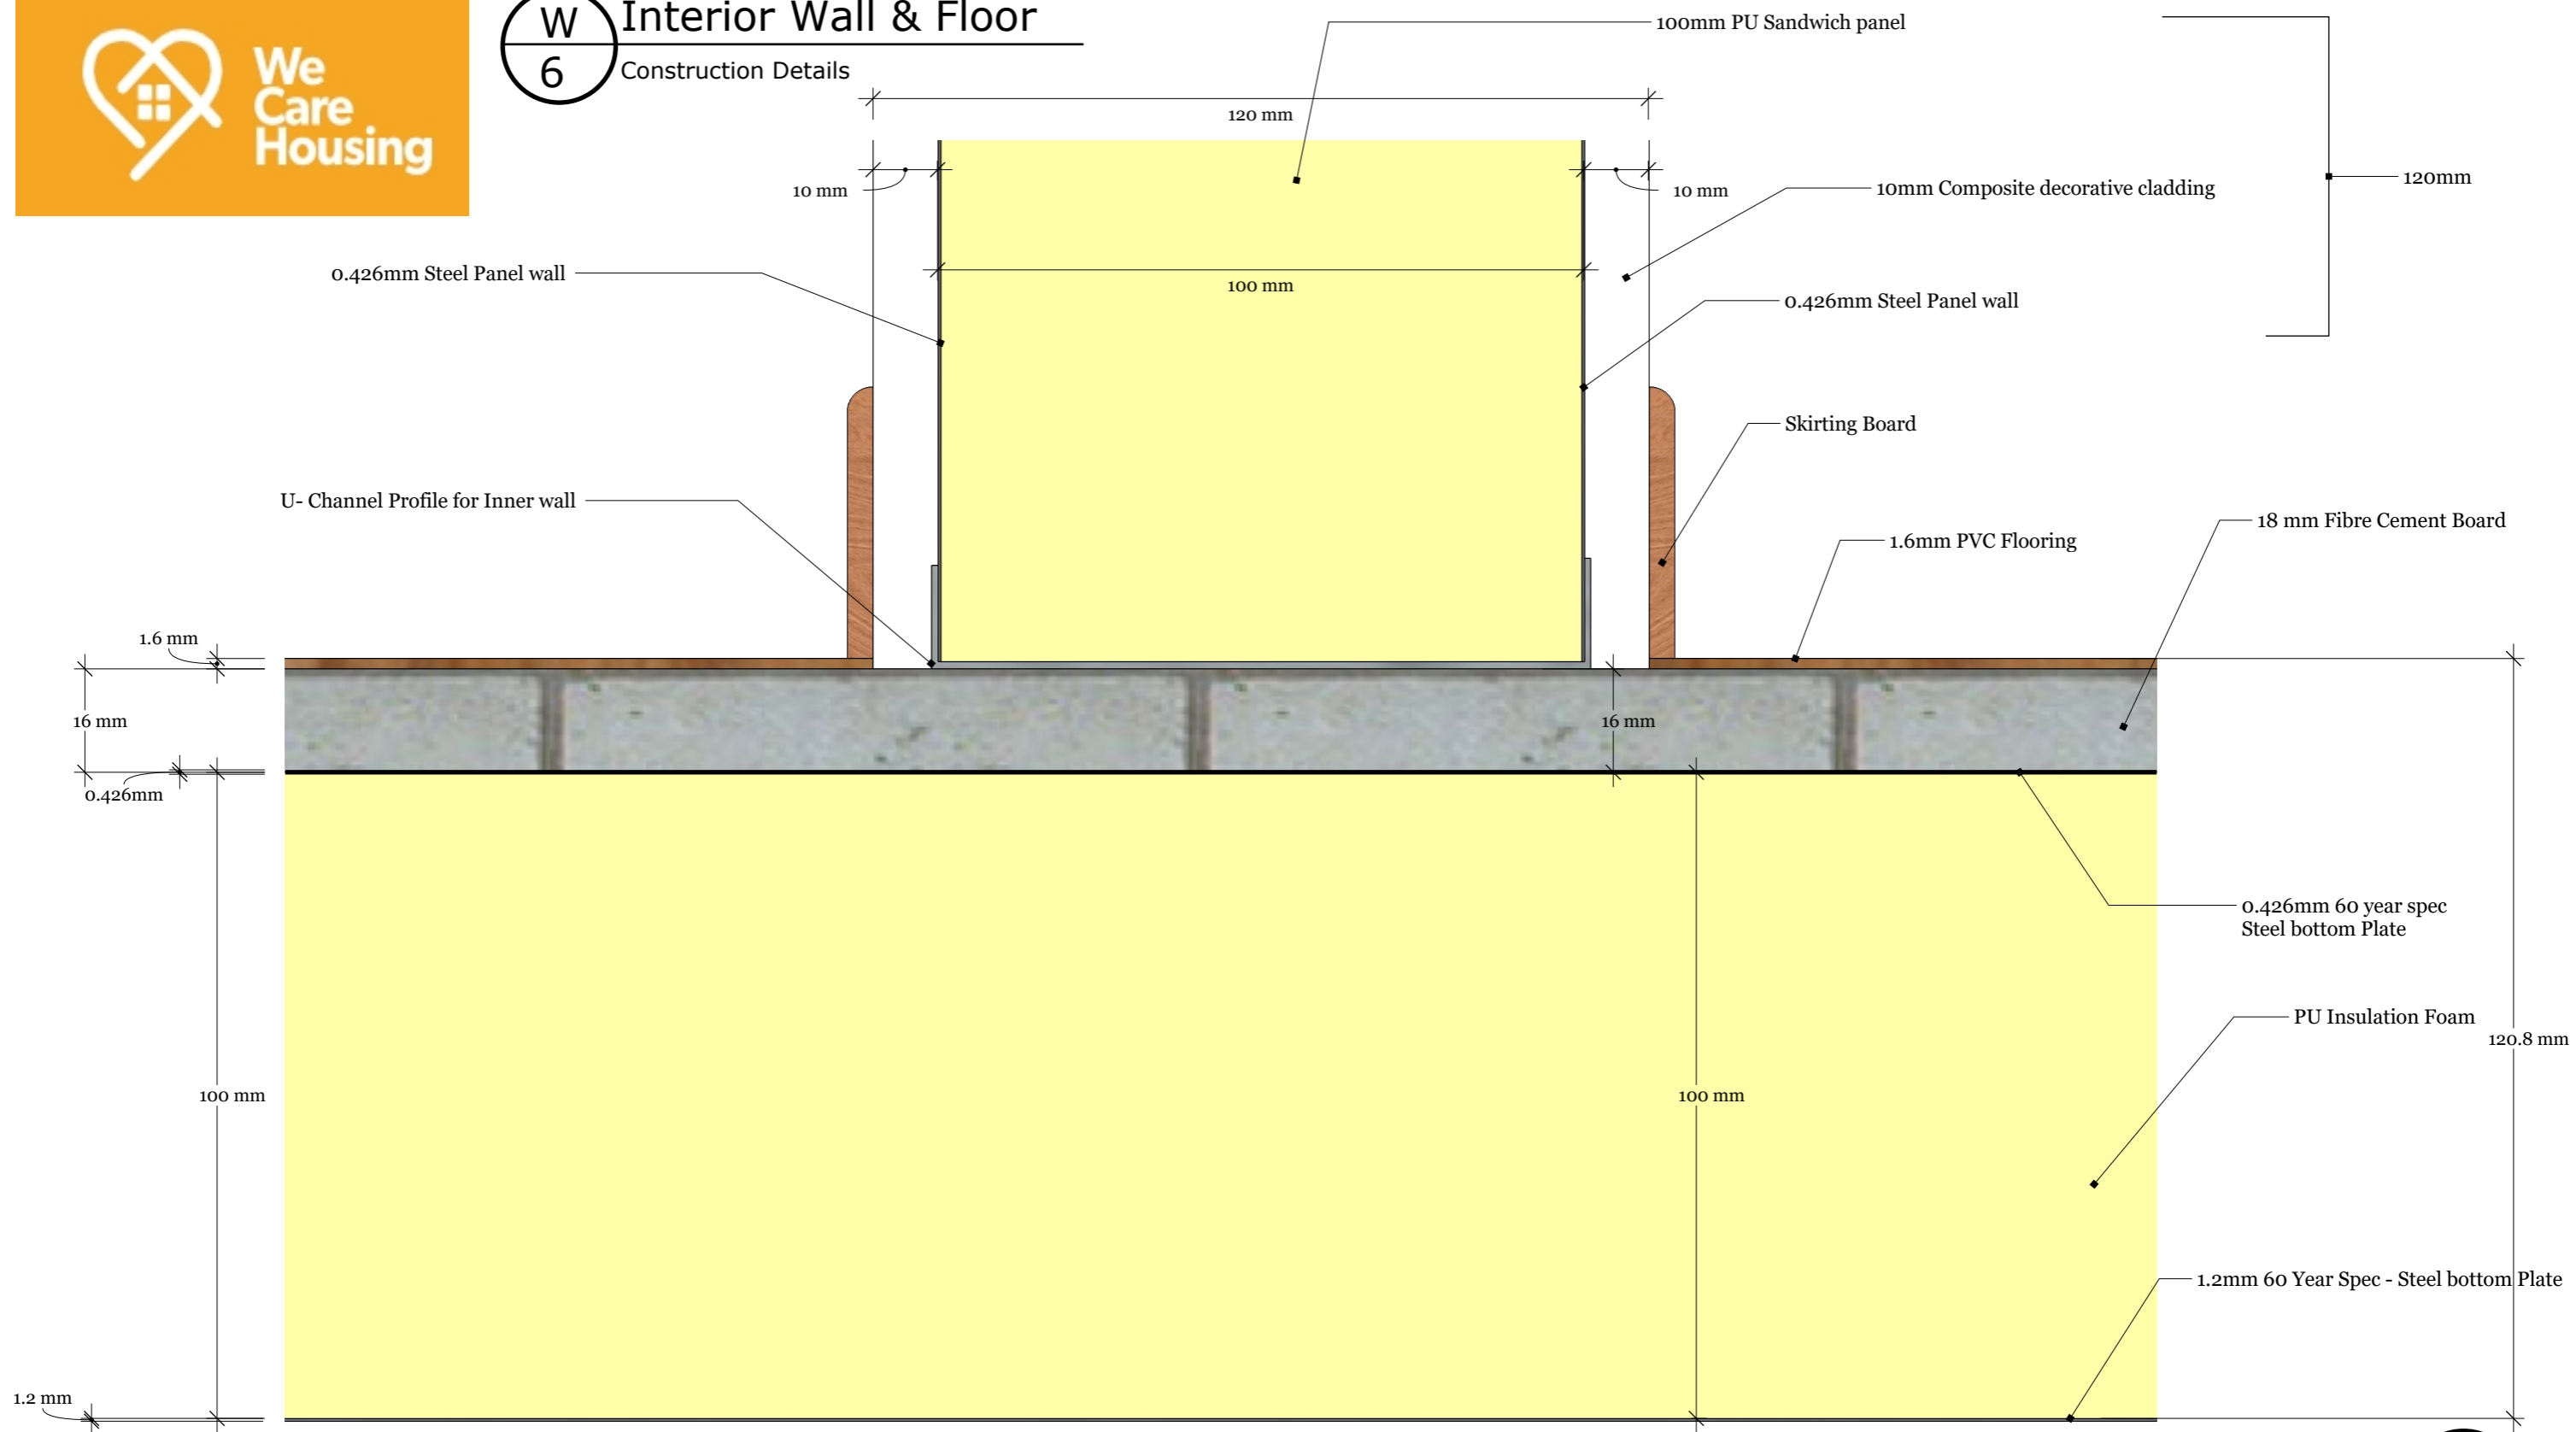 We
Care
Housing
W
6
Interior Wall & Floor
Construction Details
100mm PU Sandwich panel
120 mm
10 mm
10 mm
10mm Composite decorative cladding
120mm
0.426mm Steel Panel wall
100 mm
0.426mm Steel Panel wall
Skirting Board
U- Channel Profile for Inner wall
18 mm Fibre Cement Board
1.6mm PVC Flooring
1.6 mm
16 mm
16 mm
0.426mm
0.426mm 60 year spec
Steel bottom Plate
PU Insulation Foam
120.8 mm
100 mm
100 mm
1.2mm 60 Year Spec - Steel bottom Plate
1.2 mm